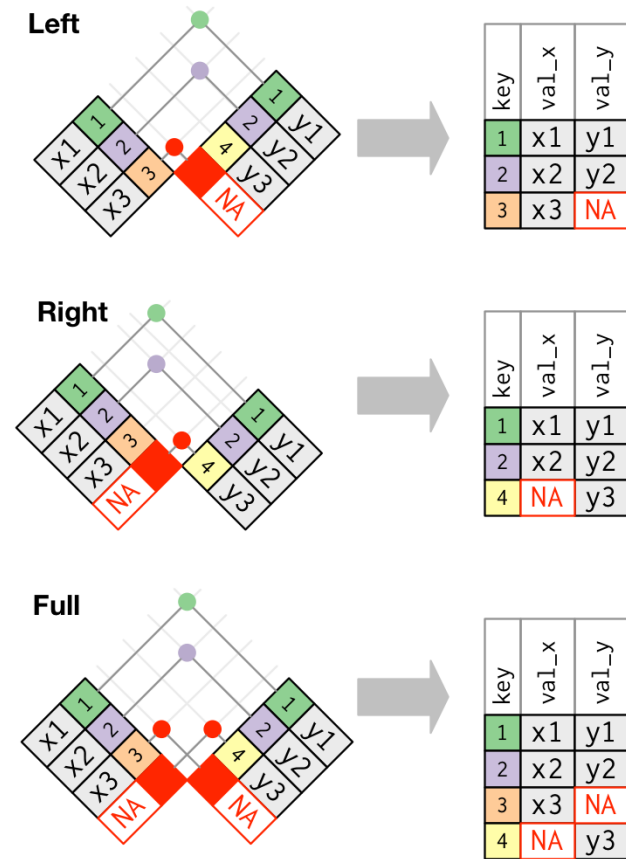 Left
1 x1
2 x2
3 x3
1 y1
2 y2
4 y3
NA
key val_x val_y
1 x1 y1
2 x2 y2
3 x3 NA
Right
1 x1
2 x2
3 x3
NA
1 y1
2 y2
4 y3
key val_x val_y
1 x1 y1
2 x2 y2
4 NA y3
Full
1 x1
2 x2
3 x3
NA
1 y1
2 y2
4 y3
NA
key val_x val_y
1 x1 y1
2 x2 y2
3 x3 NA
4 NA y3